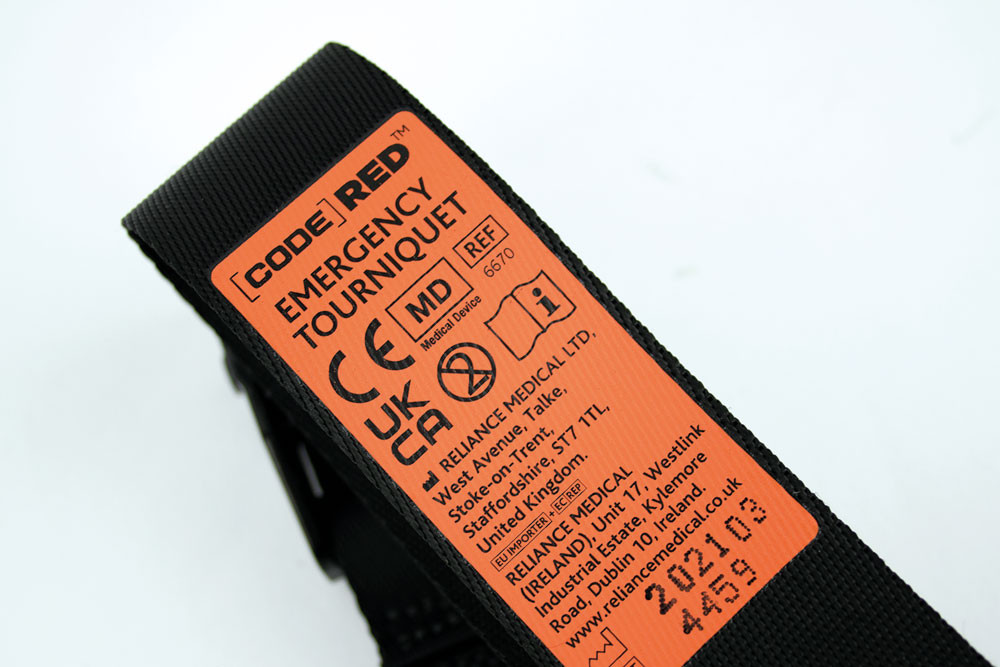 [CODE] RED™
EMERGENCY
TOURNIQUET
CE MD REF
Medical Device 6670
UK
CA 2 i
RELIANCE MEDICAL LTD,
West Avenue, Talke,
Stoke-on-Trent,
Staffordshire, ST7 1TL,
United Kingdom.
EU IMPORTER + EC REP
RELIANCE MEDICAL
(IRELAND), Unit 17, Westlink
Industrial Estate, Kylemore
Road, Dublin 10, Ireland.
www.reliancemedical.co.uk
202103
4459